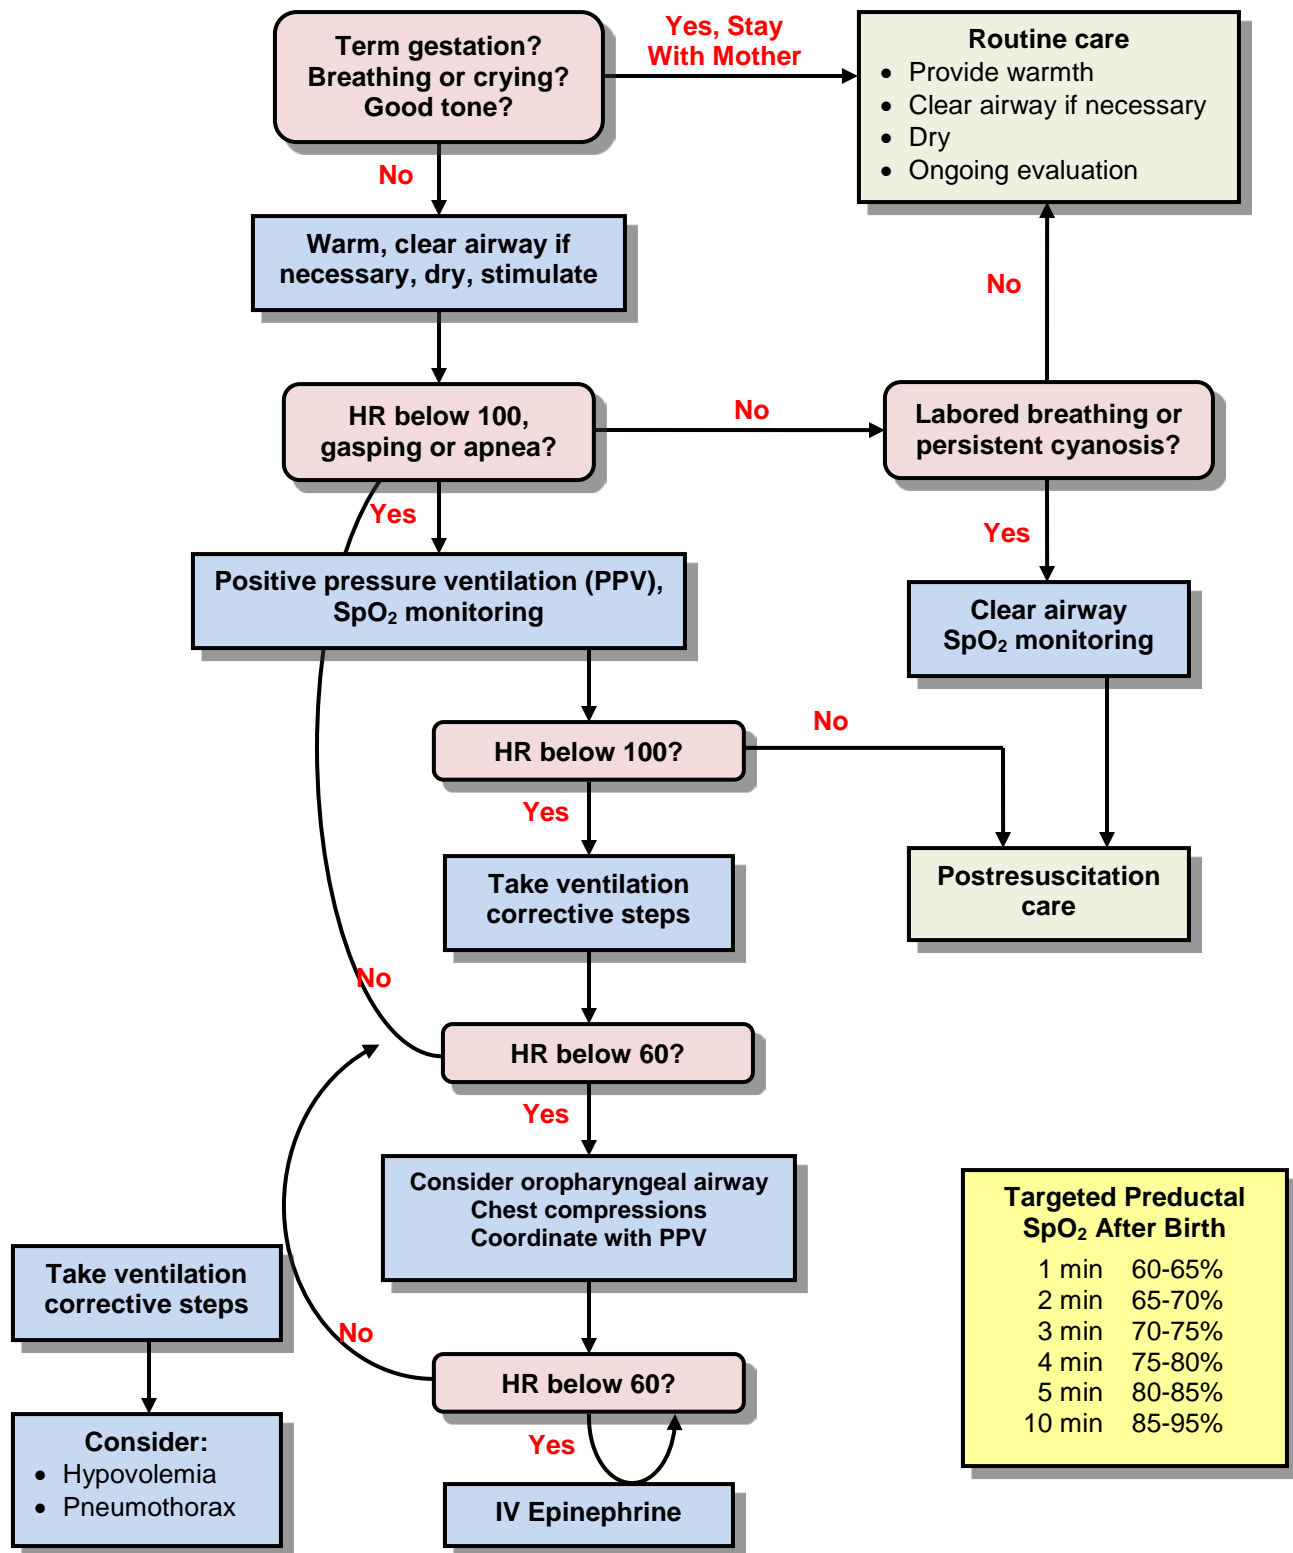 Term gestation?
Breathing or crying?
Good tone?
Yes, Stay
With Mother
Routine care
• Provide warmth
• Clear airway if necessary
• Dry
• Ongoing evaluation
No
Warm, clear airway if
necessary, dry, stimulate
No
HR below 100,
gasping or apnea?
No
Labored breathing or
persistent cyanosis?
Yes
Yes
Positive pressure ventilation (PPV),
SpO₂ monitoring
Clear airway
SpO₂ monitoring
HR below 100?
No
Yes
Take ventilation
corrective steps
Postresuscitation
care
No
HR below 60?
Yes
Consider oropharyngeal airway
Chest compressions
Coordinate with PPV
Targeted Preductal
SpO₂ After Birth
1 min 60-65%
2 min 65-70%
3 min 70-75%
4 min 75-80%
5 min 80-85%
10 min 85-95%
Take ventilation
corrective steps
No
HR below 60?
Yes
Consider:
• Hypovolemia
• Pneumothorax
IV Epinephrine